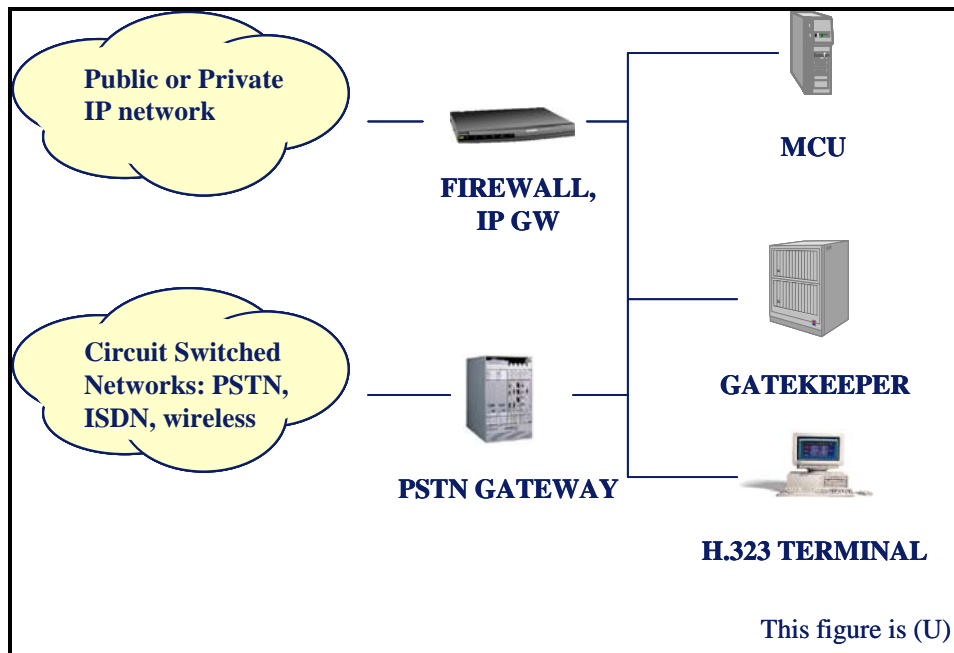 Public or Private
IP network
FIREWALL,
IP GW
MCU
Circuit Switched
Networks: PSTN,
ISDN, wireless
PSTN GATEWAY
GATEKEEPER
H.323 TERMINAL
This figure is (U)